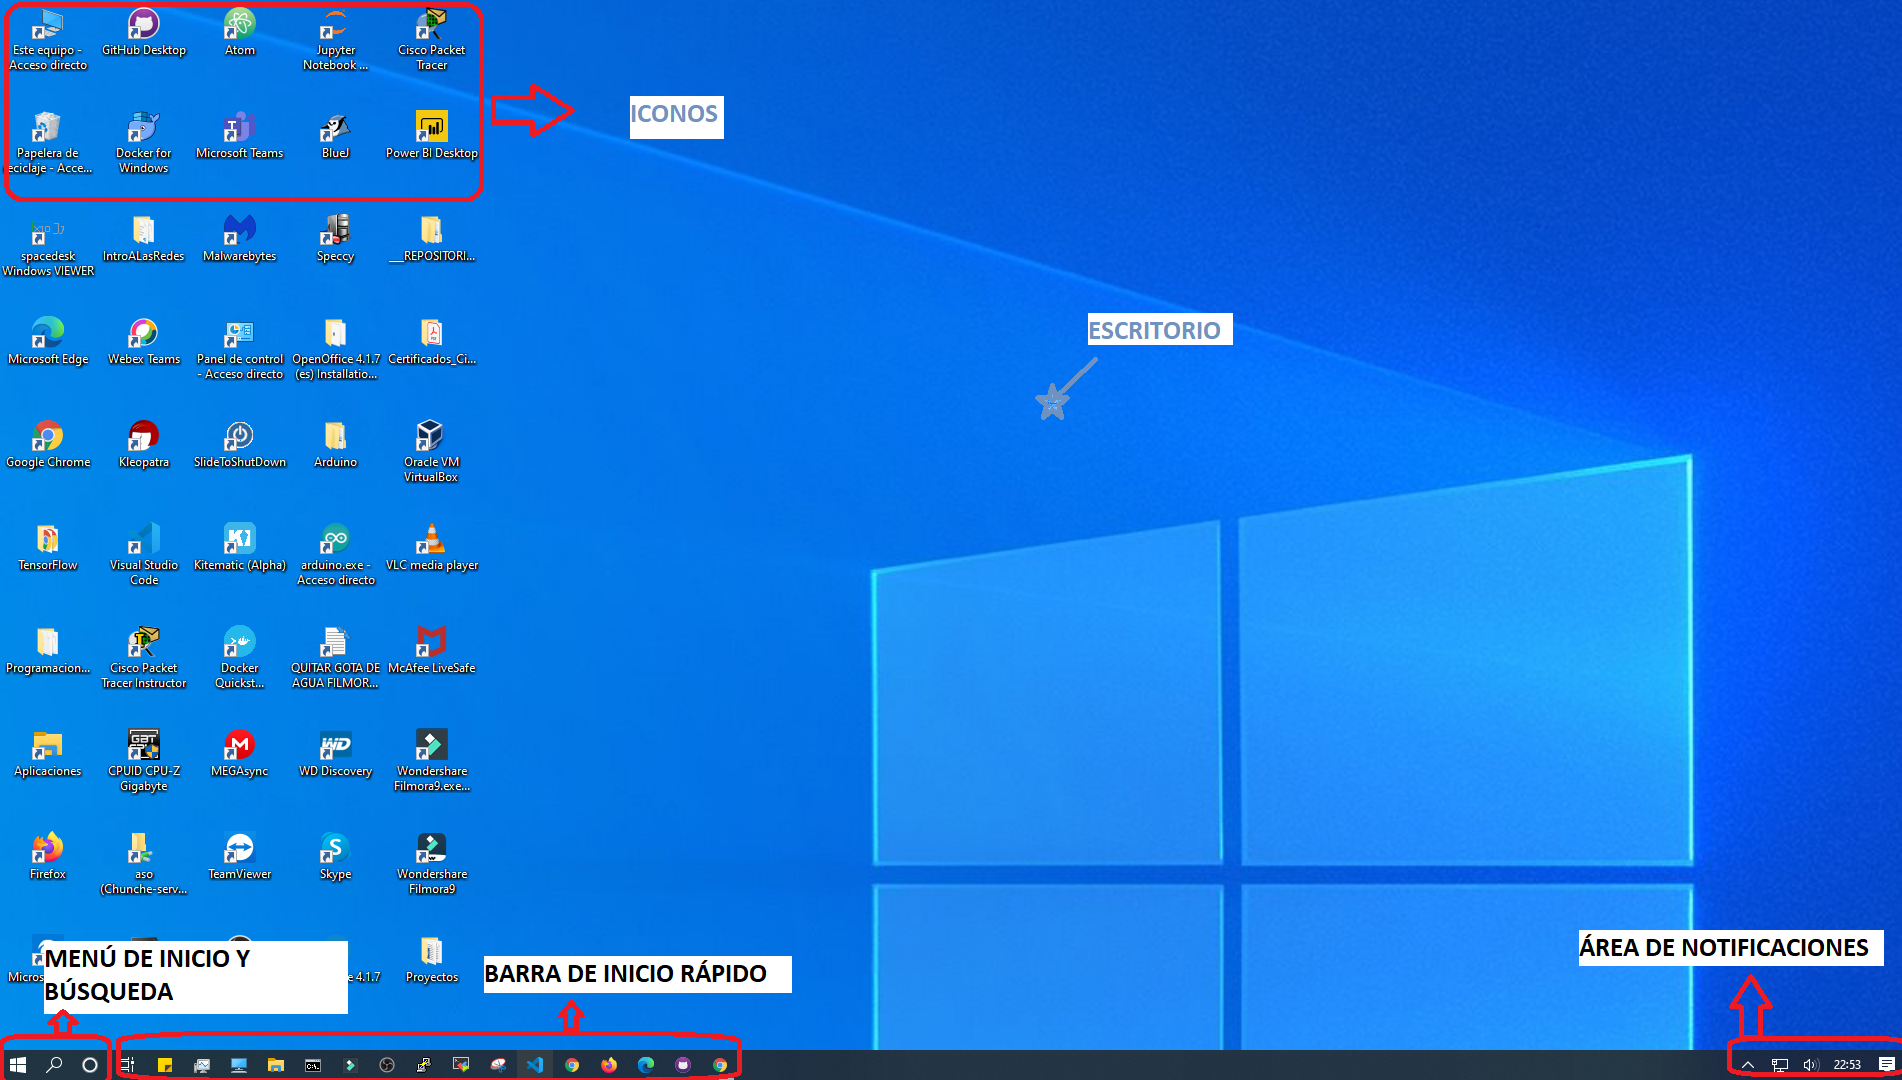 Este equipo -
Acceso directo
GitHub Desktop
Atom
Jupyter
Notebook ...
Cisco Packet
Tracer
ICONOS
Papelera de
reciclaje - Acce...
Docker for
Windows
Microsoft Teams
BlueJ
Power BI Desktop
spacedesk
Windows VIEWER
IntroALasRedes
Malwarebytes
Speccy
___REPOSITORI...
ESCRITORIO
Microsoft Edge
Webex Teams
Panel de control
- Acceso directo
OpenOffice 4.1.7
(es) Installatio...
Certificados_Ci...
Google Chrome
Kleopatra
SlideToShutDown
Arduino
Oracle VM
VirtualBox
TensorFlow
Visual Studio
Code
Kitematic (Alpha)
arduino.exe -
Acceso directo
VLC media player
Programacion...
Cisco Packet
Tracer Instructor
Docker
Quickst...
QUITAR GOTA DE
AGUA FILMOR...
McAfee LiveSafe
Aplicaciones
CPUID CPU-Z
Gigabyte
MEGAsync
WD Discovery
Wondershare
Filmora9.exe...
Firefox
aso
(Chunche-serv...
TeamViewer
Skype
Wondershare
Filmora9
MENÚ DE INICIO Y
BÚSQUEDA
4.1.7
Proyectos
BARRA DE INICIO RÁPIDO
ÁREA DE NOTIFICACIONES
22:53